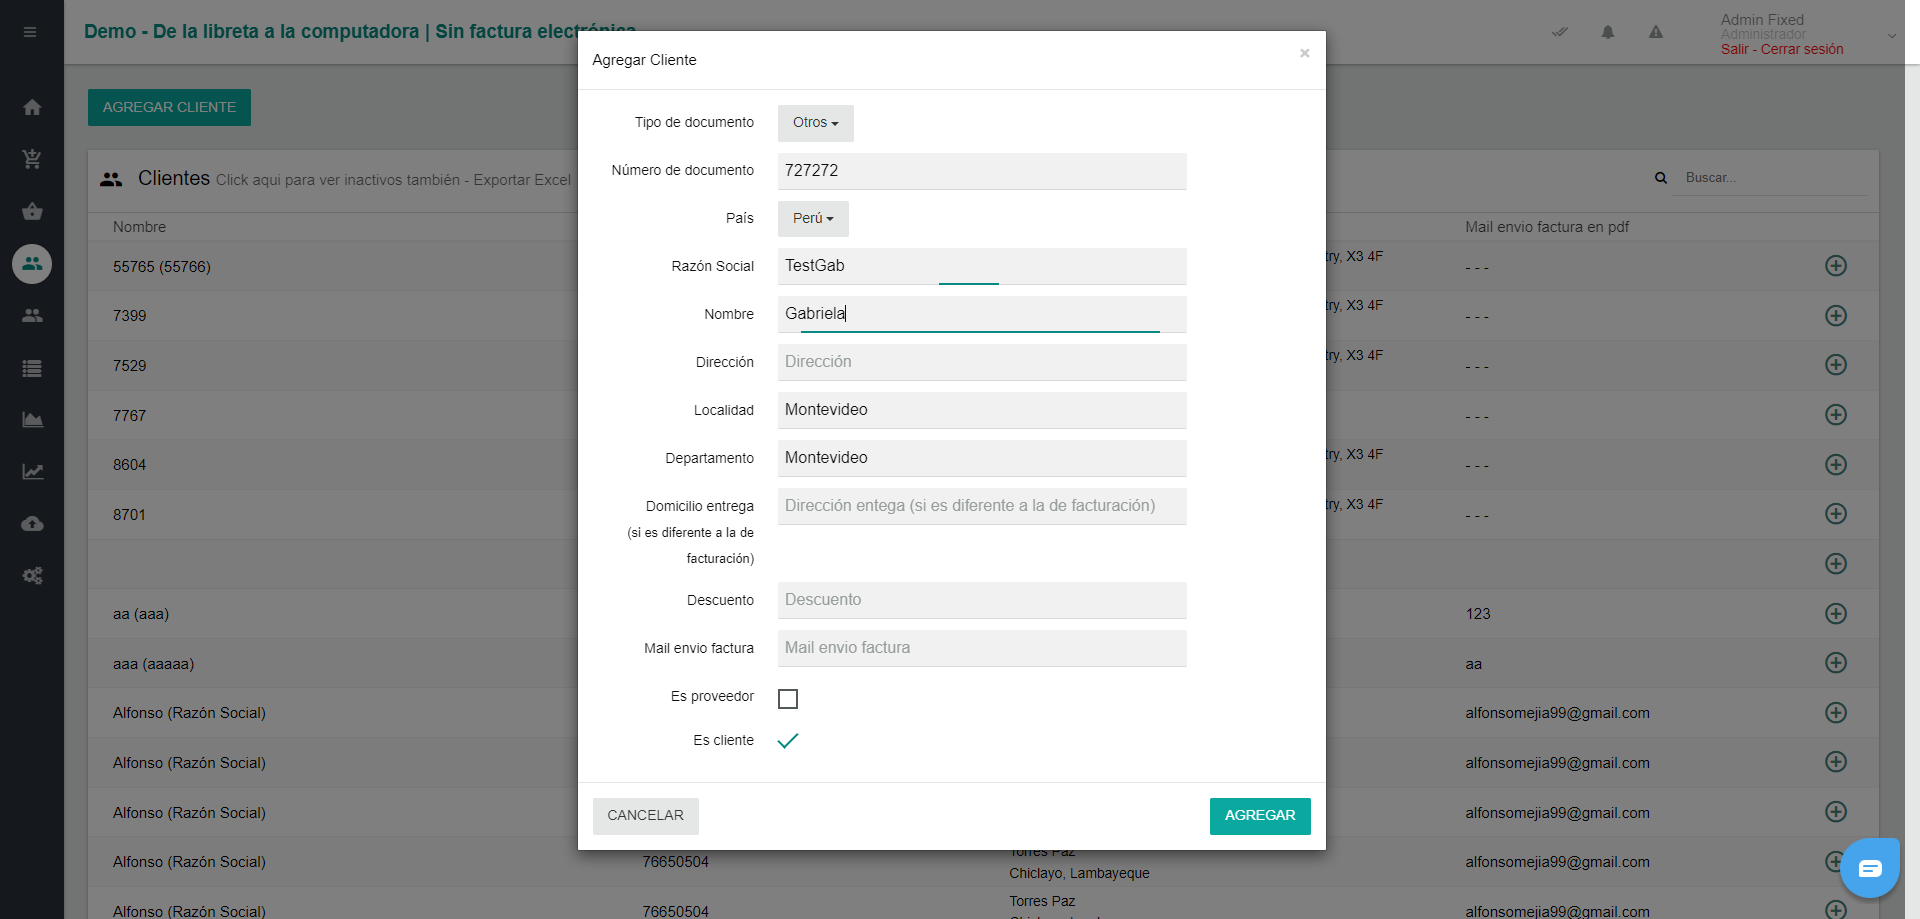 Demo - De la libreta a la computadora | Sin factura electrónica
Admin Fixed
Administrador
Salir - Cerrar sesión
AGREGAR CLIENTE
Clientes Click aqui para ver inactivos también - Exportar Excel
Buscar...
Nombre
Mail envio factura en pdf
55765 (55766)
try, X3 4F
- - -
7399
try, X3 4F
- - -
7529
try, X3 4F
- - -
7767
- - -
8604
try, X3 4F
- - -
8701
try, X3 4F
- - -
aa (aaa)
123
aaa (aaaaa)
aa
Alfonso (Razón Social)
alfonsomejia99@gmail.com
Alfonso (Razón Social)
alfonsomejia99@gmail.com
Alfonso (Razón Social)
alfonsomejia99@gmail.com
Alfonso (Razón Social)
76650504
Torres Paz
Chiclayo, Lambayeque
alfonsomejia99@gmail.com
Alfonso (Razón Social)
76650504
Torres Paz
alfonsomejia99@gmail.com
Agregar Cliente
×
Tipo de documento
Otros
Número de documento
727272
País
Perú
Razón Social
TestGab
Nombre
Gabriela
Dirección
Dirección
Localidad
Montevideo
Departamento
Montevideo
Domicilio entrega
(si es diferente a la de
facturación)
Dirección entega (si es diferente a la de facturación)
Descuento
Descuento
Mail envio factura
Mail envio factura
Es proveedor
Es cliente
CANCELAR
AGREGAR